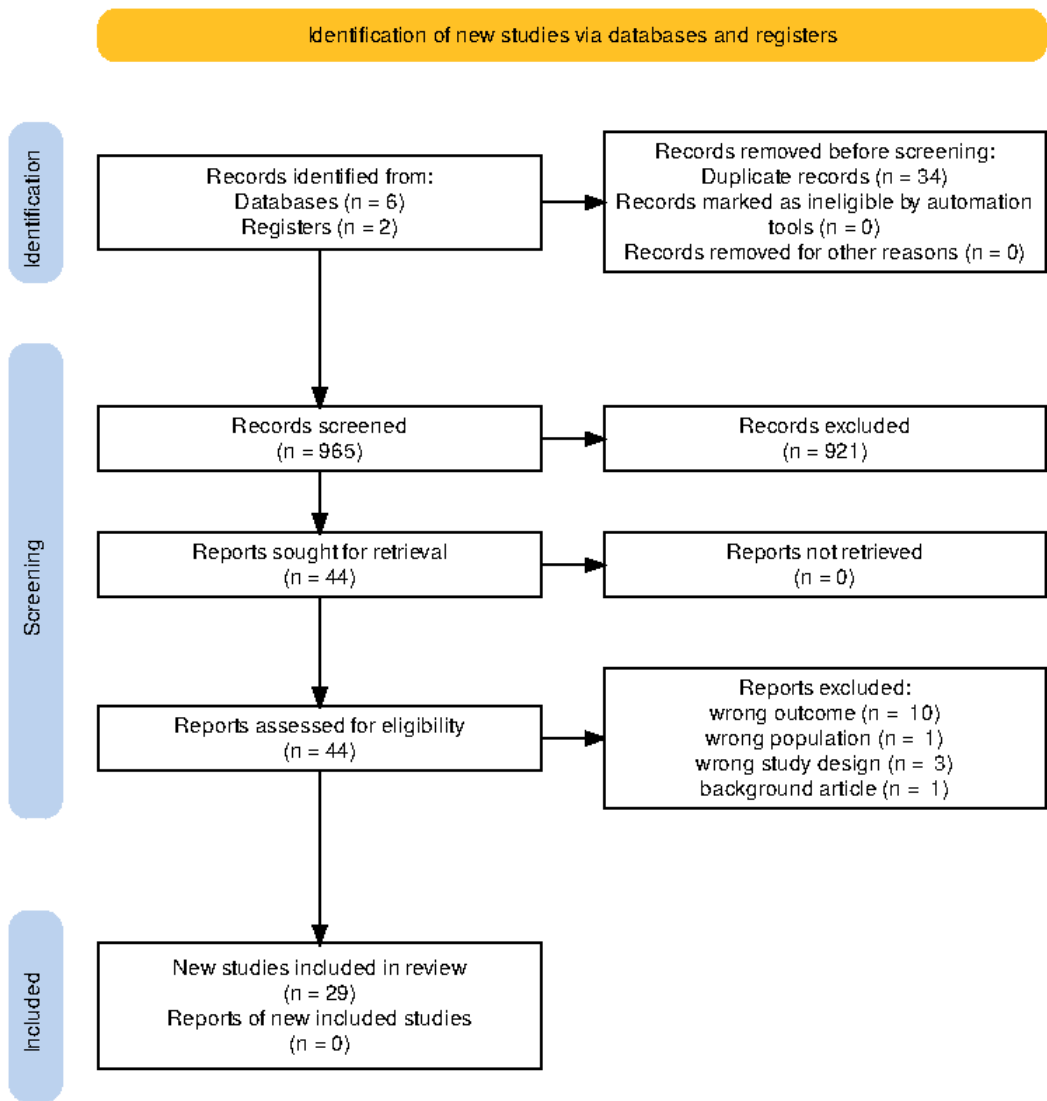 Identification of new studies via databases and registers
Identification
Records identified from:
Databases (n = 6)
Registers (n = 2)
Records removed before screening:
Duplicate records (n = 34)
Records marked as ineligible by automation
tools (n = 0)
Records removed for other reasons (n = 0)
Screening
Records screened
(n = 965)
Records excluded
(n = 921)
Reports sought for retrieval
(n = 44)
Reports not retrieved
(n = 0)
Reports assessed for eligibility
(n = 44)
Reports excluded:
wrong outcome (n = 10)
wrong population (n = 1)
wrong study design (n = 3)
background article (n = 1)
Included
New studies included in review
(n = 29)
Reports of new included studies
(n = 0)